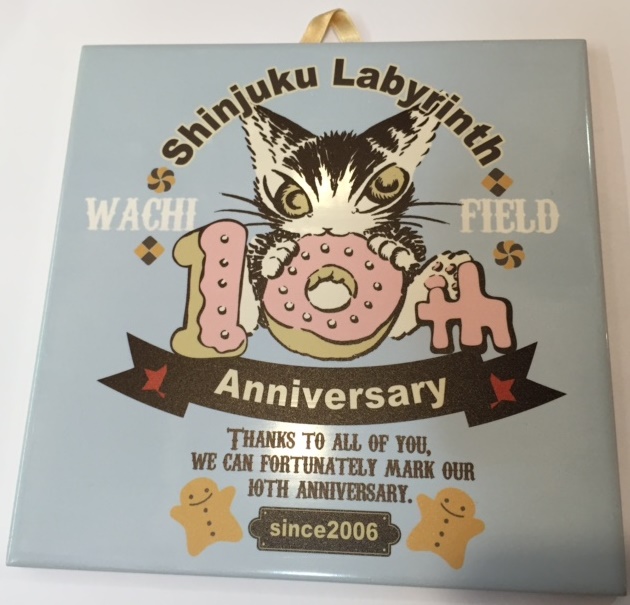 Shinjuku Labyrinth
WACHI FIELD
10th
Anniversary
THANKS TO ALL OF YOU,
WE CAN FORTUNATELY MARK OUR
10TH ANNIVERSARY.
since2006